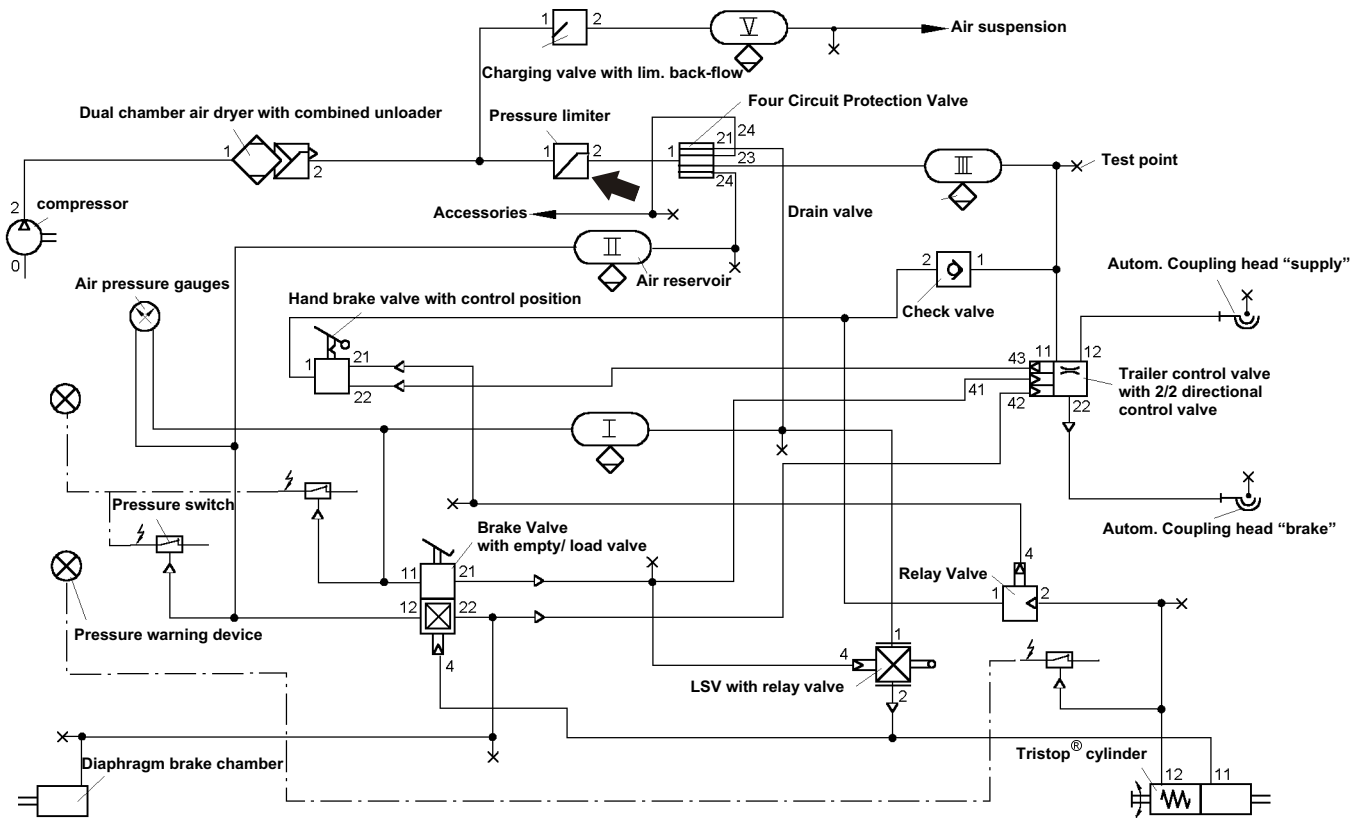 1 2
V
Air suspension
Charging valve with lim. back-flow
Four Circuit Protection Valve
Dual chamber air dryer with combined unloader
Pressure limiter
24
21
1 2
1 2
1 23
24
III
Test point
2 compressor
0
Accessories
Drain valve
II
Air reservoir
2 1
Check valve
Autom. Coupling head “supply”
Air pressure gauges
Hand brake valve with control position
1 21
22
43 11 12
41
42
22
Trailer control valve
with 2/2 directional
control valve
I
Pressure switch
Brake Valve
with empty/ load valve
11 21
12 22
4
Autom. Coupling head “brake”
4
Relay Valve
1 2
Pressure warning device
1
4
LSV with relay valve
2
Diaphragm brake chamber
Tristop® cylinder
12 11